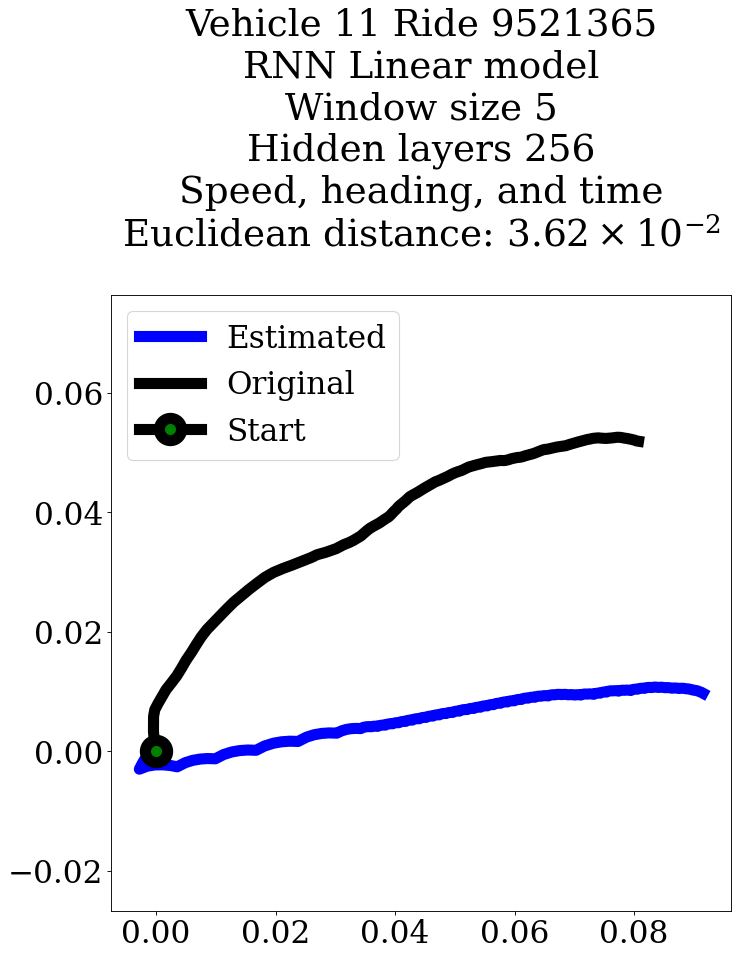 Vehicle 11 Ride 9521365
RNN Linear model
Window size 5
Hidden layers 256
Speed, heading, and time
Euclidean distance: 3.62 × 10⁻²
Estimated
Original
Start
0.06
0.04
0.02
0.00
−0.02
0.00 0.02 0.04 0.06 0.08